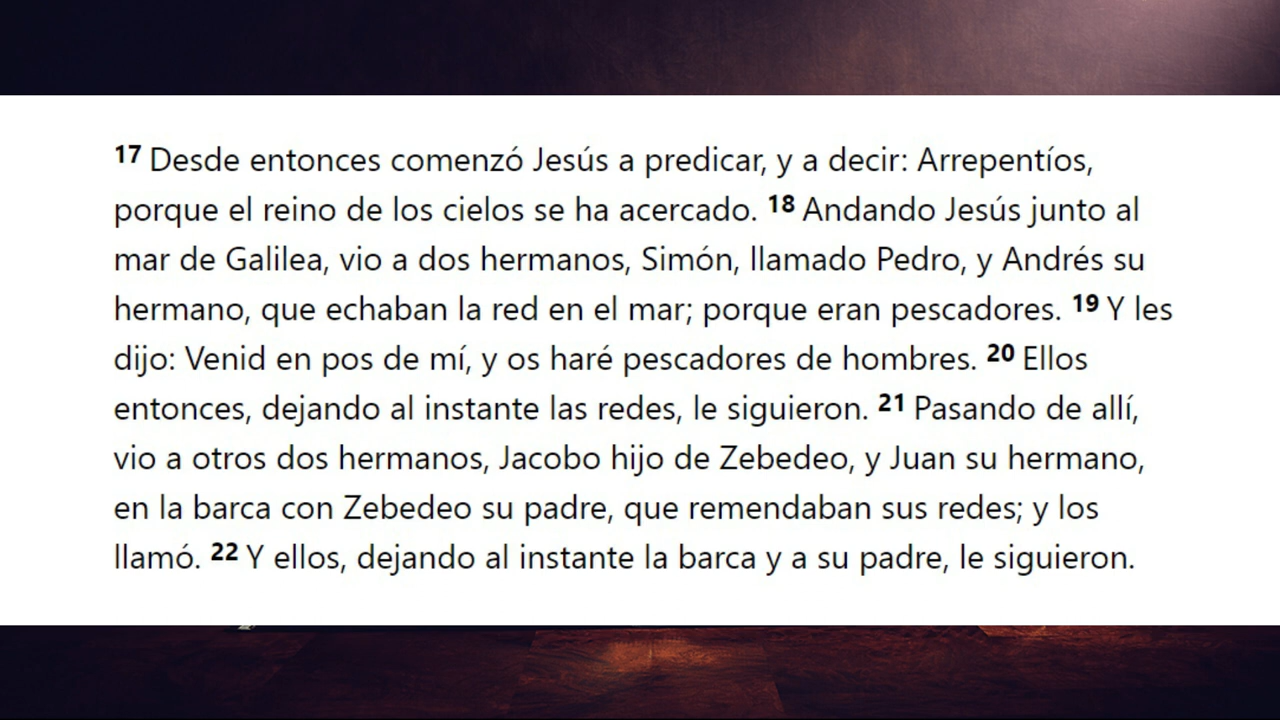 17 Desde entonces comenzó Jesús a predicar, y a decir: Arrepentíos,
porque el reino de los cielos se ha acercado. 18 Andando Jesús junto al
mar de Galilea, vio a dos hermanos, Simón, llamado Pedro, y Andrés su
hermano, que echaban la red en el mar; porque eran pescadores. 19 Y les
dijo: Venid en pos de mí, y os haré pescadores de hombres. 20 Ellos
entonces, dejando al instante las redes, le siguieron. 21 Pasando de allí,
vio a otros dos hermanos, Jacobo hijo de Zebedeo, y Juan su hermano,
en la barca con Zebedeo su padre, que remendaban sus redes; y los
llamó. 22 Y ellos, dejando al instante la barca y a su padre, le siguieron.